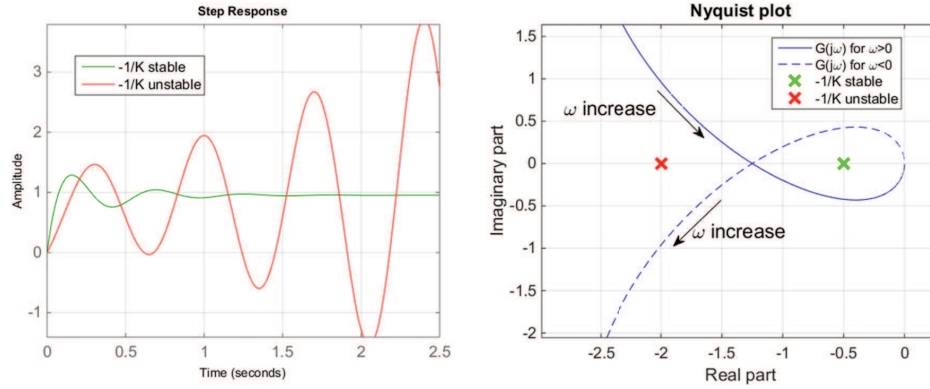 Step Response
3
2
1
0
-1
Amplitude
-1/K stable
-1/K unstable
0
0.5
1
1.5
2
2.5
Time (seconds)
Nyquist plot
1.5
1
0.5
0
-0.5
-1
-1.5
-2
Imaginary part
G(jω) for ω>0
G(jω) for ω<0
-1/K stable
-1/K unstable
ω increase
ω increase
-2.5
-2
-1.5
-1
-0.5
0
Real part